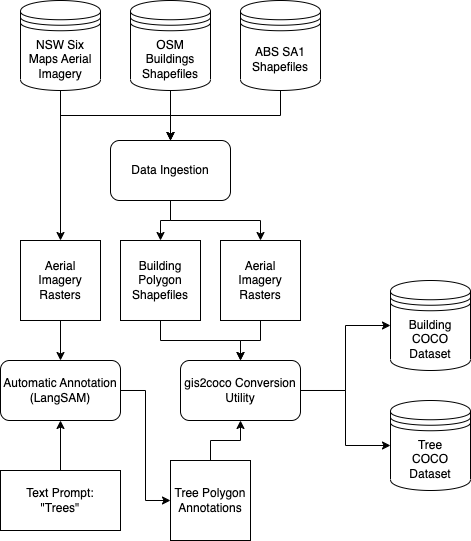 NSW Six
Maps Aerial
Imagery
OSM
Buildings
Shapefiles
ABS SA1
Shapefiles
Data Ingestion
Aerial
Imagery
Rasters
Building
Polygon
Shapefiles
Aerial
Imagery
Rasters
Building
COCO
Dataset
Automatic Annotation
(LangSAM)
gis2coco Conversion
Utility
Tree
COCO
Dataset
Text Prompt:
"Trees"
Tree Polygon
Annotations